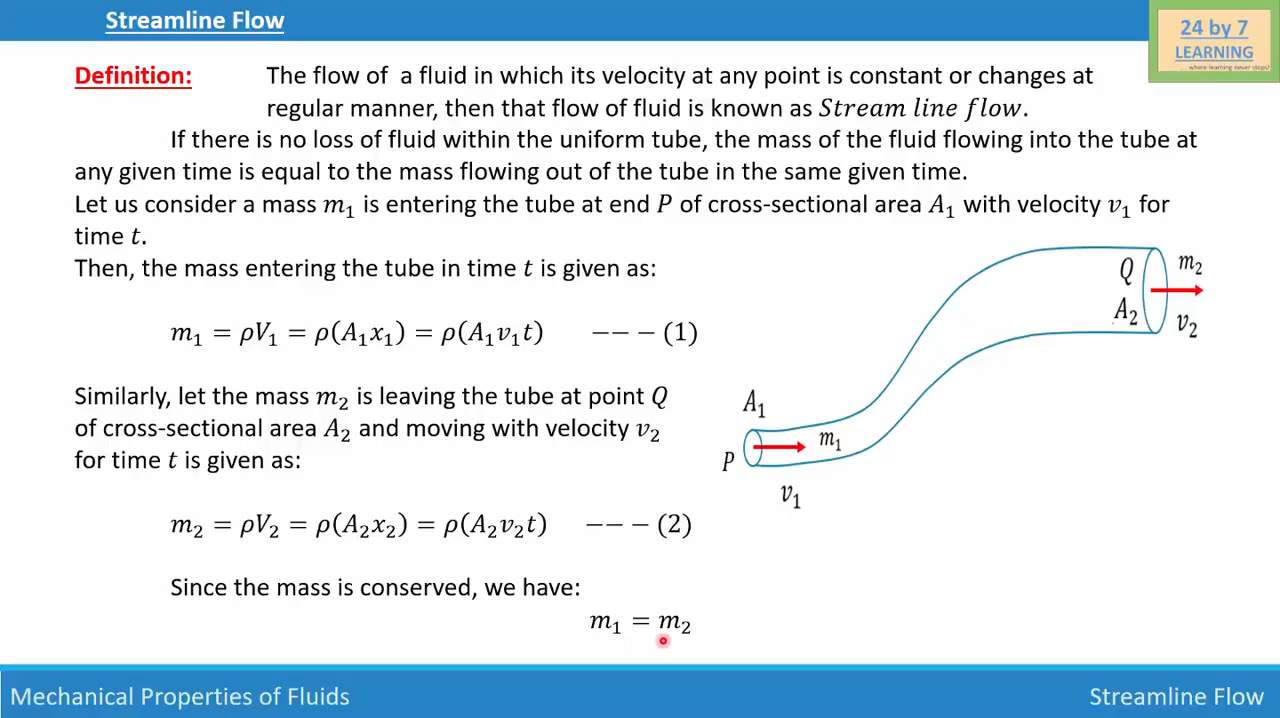 Streamline Flow
24 by 7
LEARNING
...where learning never stops!
Definition: The flow of a fluid in which its velocity at any point is constant or changes at
regular manner, then that flow of fluid is known as Stream line flow.
If there is no loss of fluid within the uniform tube, the mass of the fluid flowing into the tube at
any given time is equal to the mass flowing out of the tube in the same given time.
Let us consider a mass m₁ is entering the tube at end P of cross-sectional area A₁ with velocity v₁ for
time t.
Then, the mass entering the tube in time t is given as:
m₁ = ρV₁ = ρ(A₁x₁) = ρ(A₁v₁t) −−−(1)
Similarly, let the mass m₂ is leaving the tube at point Q
of cross-sectional area A₂ and moving with velocity v₂
for time t is given as:
m₂ = ρV₂ = ρ(A₂x₂) = ρ(A₂v₂t) −−−(2)
Since the mass is conserved, we have:
m₁ = m₂
Q
m₂
A₂
v₂
A₁
P
m₁
v₁
Mechanical Properties of Fluids
Streamline Flow